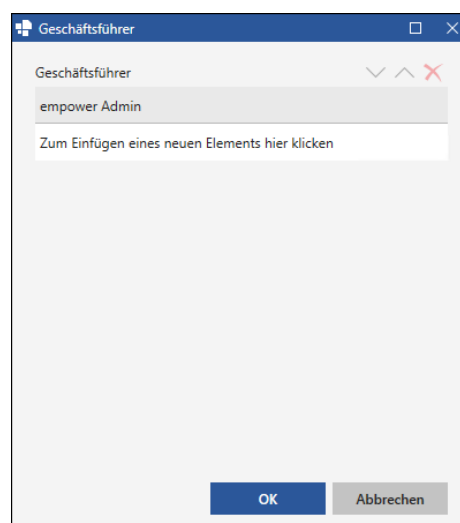 Geschäftsführer
Geschäftsführer
empower Admin
Zum Einfügen eines neuen Elements hier klicken
OK
Abbrechen